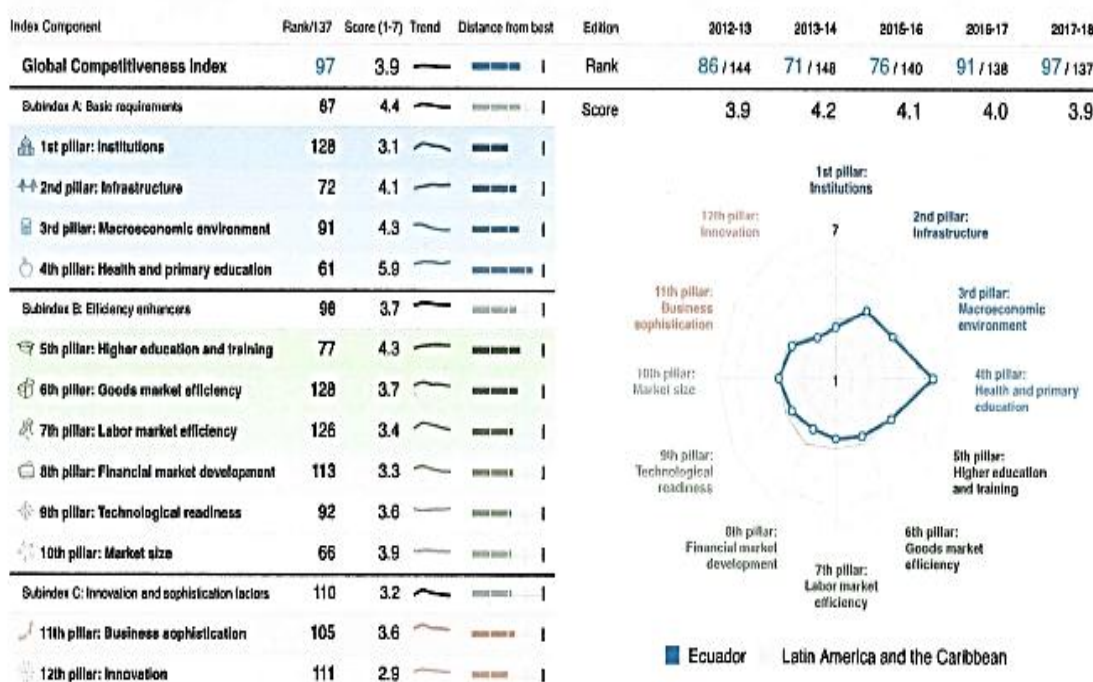 Index Component Rank/137 Score (1-7) Trend Distance from best
Global Competitiveness Index 97 3.9
Subindex A: Basic requirements 87 4.4
1st pillar: Institutions 128 3.1
2nd pillar: Infrastructure 72 4.1
3rd pillar: Macroeconomic environment 91 4.3
4th pillar: Health and primary education 61 5.9
Subindex B: Efficiency enhancers 96 3.7
5th pillar: Higher education and training 77 4.3
6th pillar: Goods market efficiency 128 3.7
7th pillar: Labor market efficiency 126 3.4
8th pillar: Financial market development 113 3.3
9th pillar: Technological readiness 92 3.6
10th pillar: Market size 66 3.9
Subindex C: Innovation and sophistication factors 110 3.2
11th pillar: Business sophistication 105 3.6
12th pillar: Innovation 111 2.9
Edition 2012-13 2013-14 2015-16 2016-17 2017-18
Rank 86 / 144 71 / 148 76 / 140 91 / 138 97 / 137
Score 3.9 4.2 4.1 4.0 3.9
1st pillar:
Institutions
2nd pillar:
Infrastructure
3rd pillar:
Macroeconomic
environment
4th pillar:
Health and primary
education
5th pillar:
Higher education
and training
6th pillar:
Goods market
efficiency
7th pillar:
Labor market
efficiency
8th pillar:
Financial market
development
9th pillar:
Technological
readiness
10th pillar:
Market size
11th pillar:
Business
sophistication
12th pillar:
Innovation
7
1
Ecuador Latin America and the Caribbean